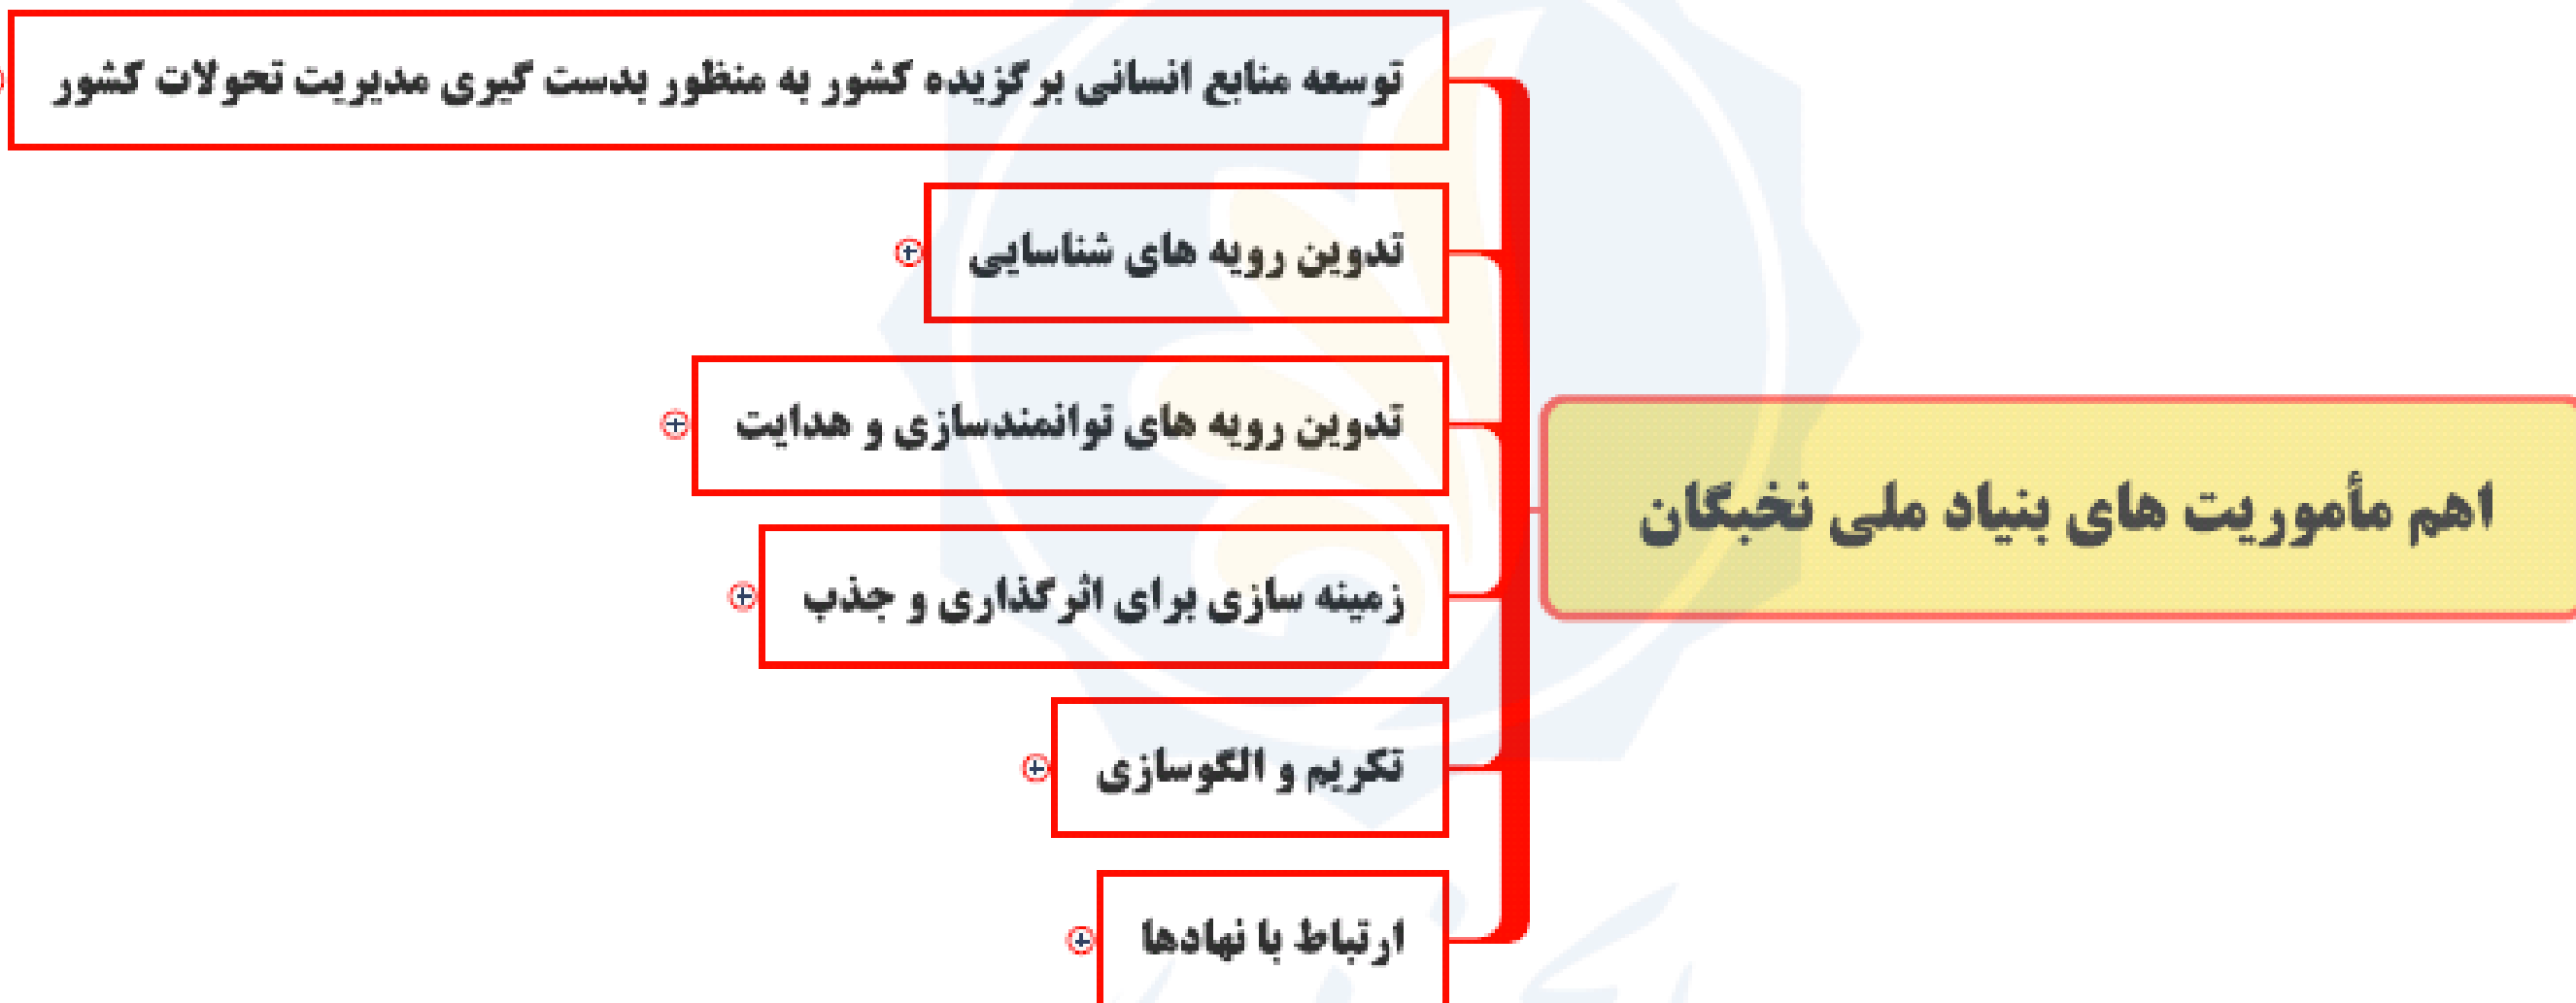 اهم مأموریت های بنیاد ملی نخبگان
توسعه منابع انسانی برگزیده کشور به منظور بدست گیری مدیریت تحولات کشور
تدوین رویه های شناسایی
تدوین رویه های توانمندسازی و هدایت
زمینه سازی برای اثرگذاری و جذب
تکریم و الگوسازی
ارتباط با نهادها